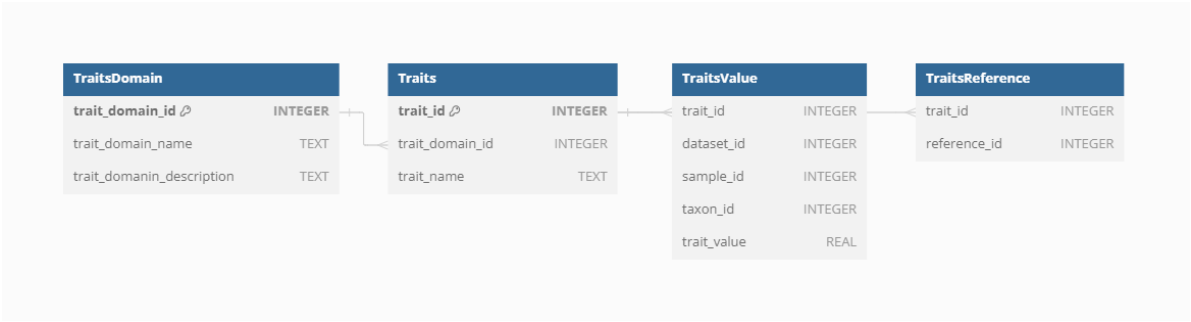 TraitsDomain
trait_domain_id INTEGER
trait_domain_name TEXT
trait_domanin_description TEXT
Traits
trait_id INTEGER
trait_domain_id INTEGER
trait_name TEXT
TraitsValue
trait_id INTEGER
dataset_id INTEGER
sample_id INTEGER
taxon_id INTEGER
trait_value REAL
TraitsReference
trait_id INTEGER
reference_id INTEGER